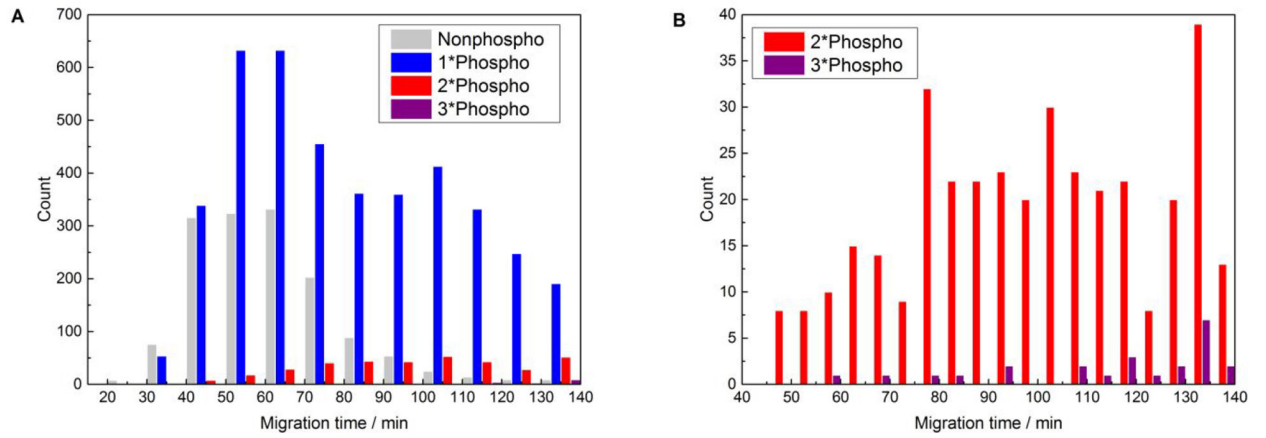 A
700
600
500
400
300
200
100
0
Count
20 30 40 50 60 70 80 90 100 110 120 130 140
Migration time / min
Nonphospho
1*Phospho
2*Phospho
3*Phospho
B
40
35
30
25
20
15
10
5
0
Count
40 50 60 70 80 90 100 110 120 130 140
Migration time / min
2*Phospho
3*Phospho